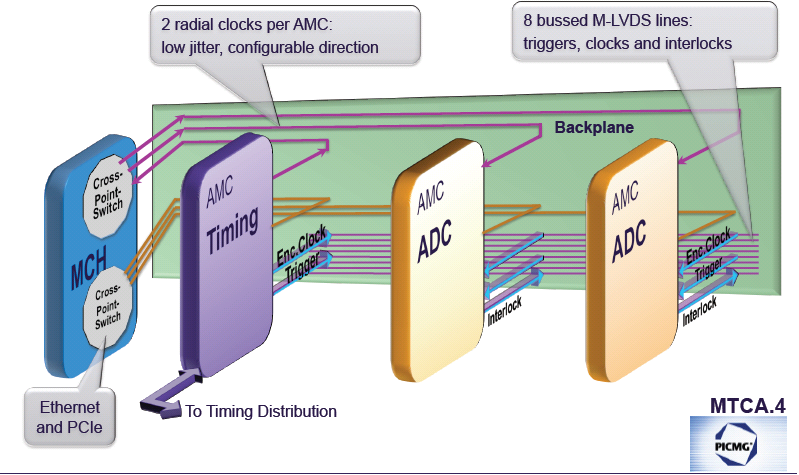 2 radial clocks per AMC:
low jitter, configurable direction
8 bussed M-LVDS lines:
triggers, clocks and interlocks
Backplane
Cross-
Point-
Switch
MCH
Cross-
Point-
Switch
AMC
Timing
Enc.Clock
Trigger
AMC
ADC
Interlock
AMC
ADC
Enc.Clock
Trigger
Interlock
Ethernet
and PCIe
To Timing Distribution
MTCA.4
PICMG